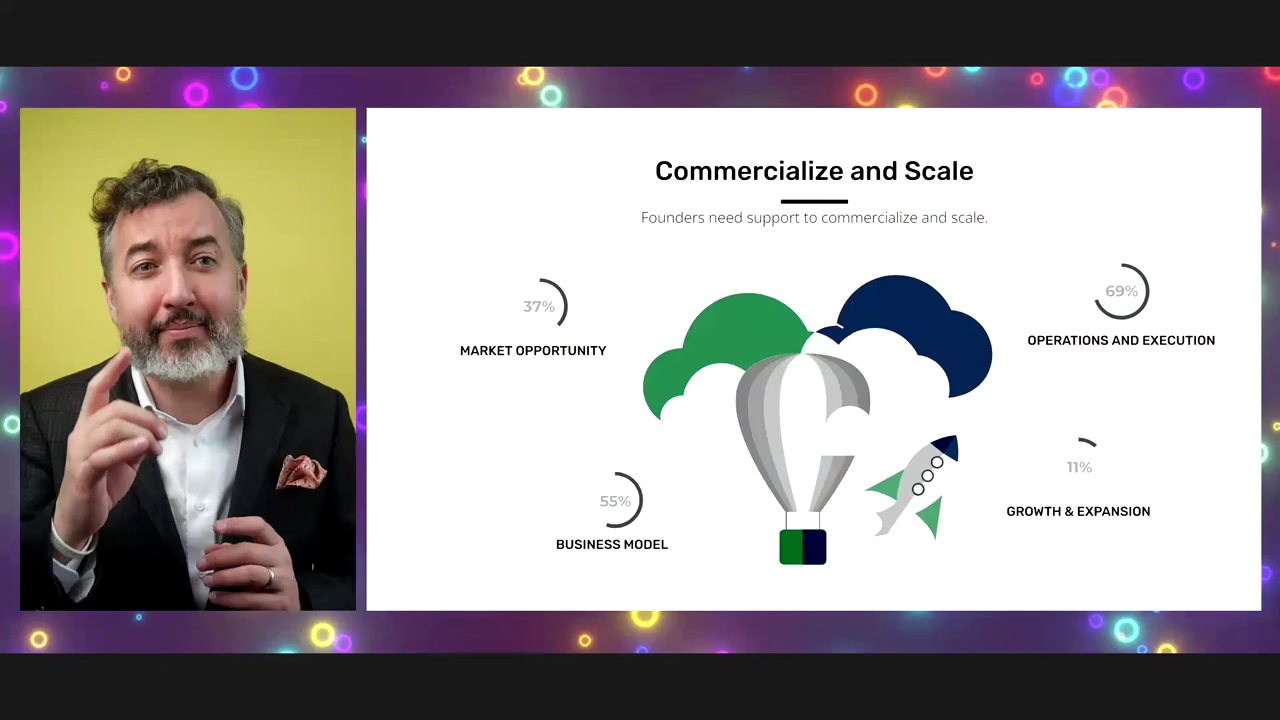 Commercialize and Scale
Founders need support to commercialize and scale.
37%
MARKET OPPORTUNITY
69%
OPERATIONS AND EXECUTION
55%
BUSINESS MODEL
11%
GROWTH & EXPANSION